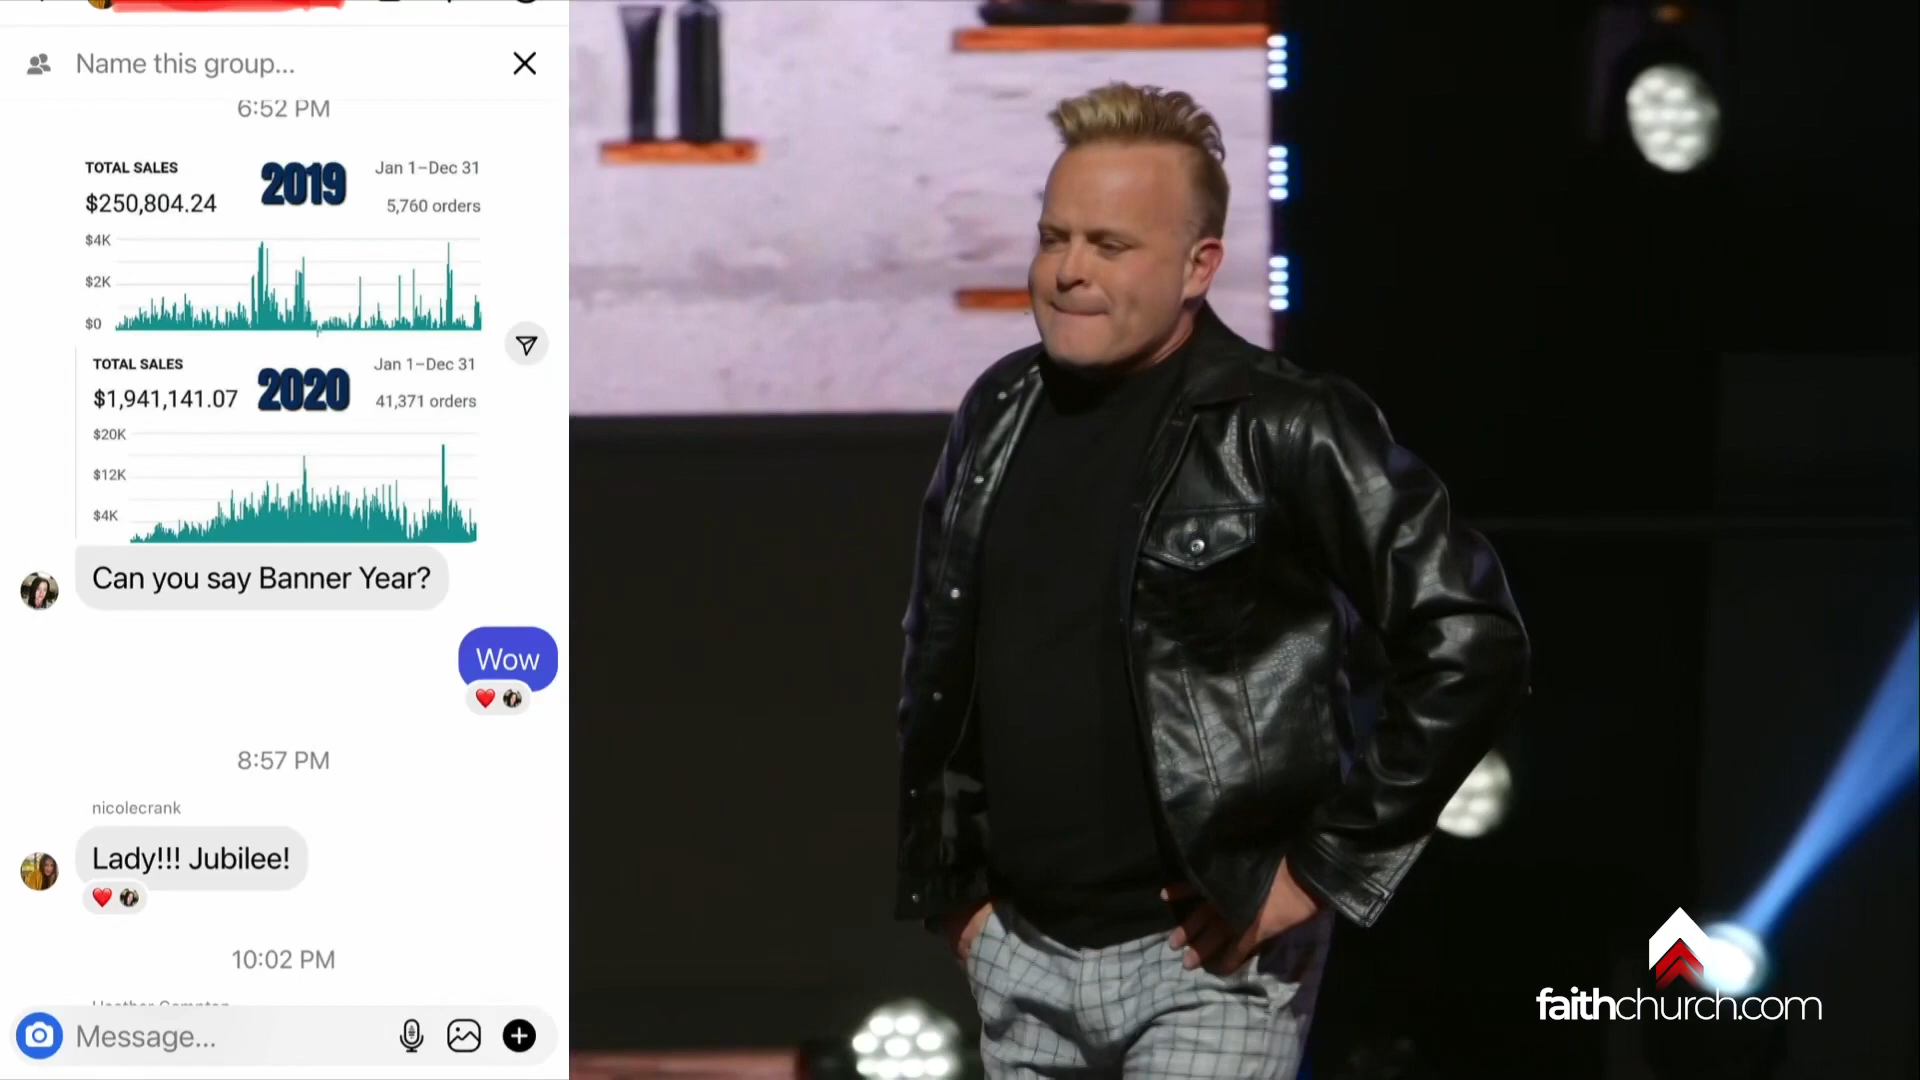 Name this group...
6:52 PM
TOTAL SALES
2019
Jan 1–Dec 31
$250,804.24
5,760 orders
$4K
$2K
$0
TOTAL SALES
2020
Jan 1–Dec 31
$1,941,141.07
41,371 orders
$20K
$12K
$4K
Can you say Banner Year?
Wow
8:57 PM
nicolecrank
Lady!!! Jubilee!
10:02 PM
Message...
faithchurch.com